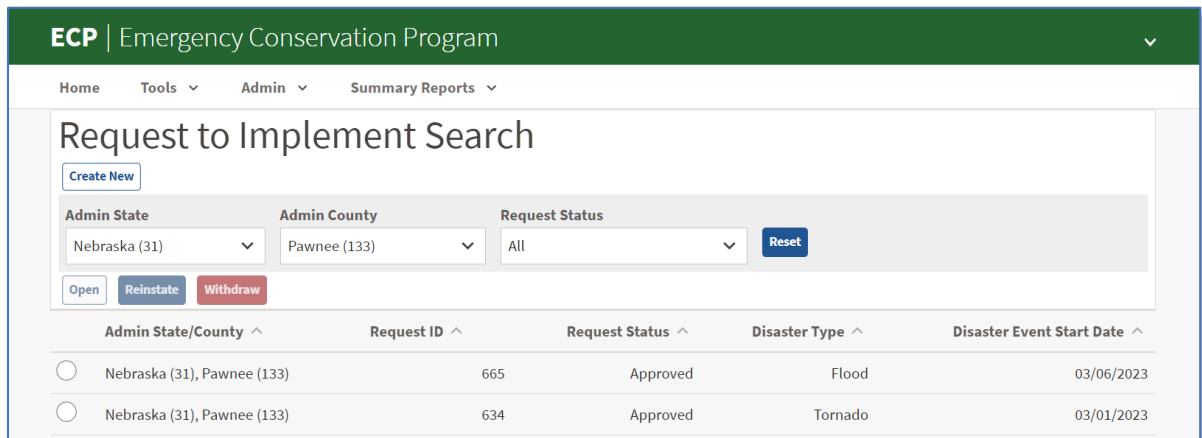 ECP | Emergency Conservation Program
Home Tools Admin Summary Reports
Request to Implement Search
Create New
Admin State Admin County Request Status
Nebraska (31) Pawnee (133) All Reset
Open Reinstate Withdraw
Admin State/County Request ID Request Status Disaster Type Disaster Event Start Date
Nebraska (31), Pawnee (133) 665 Approved Flood 03/06/2023
Nebraska (31), Pawnee (133) 634 Approved Tornado 03/01/2023